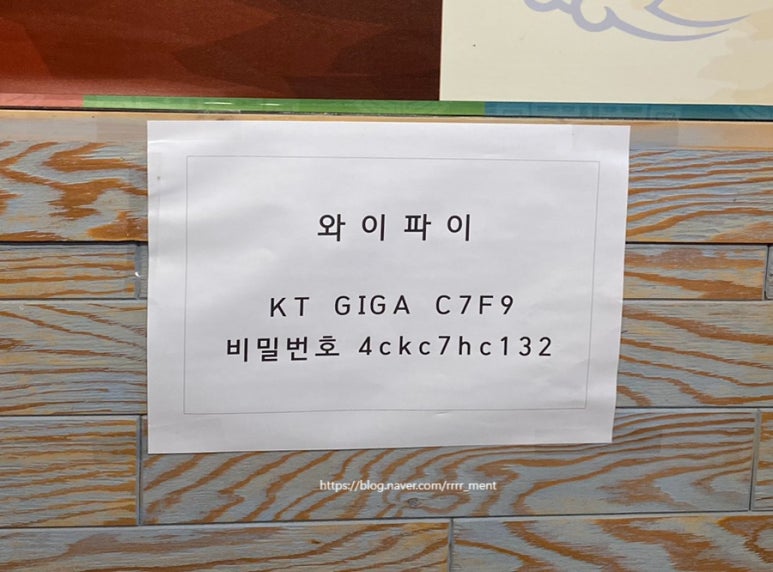 와이파이
KT GIGA C7F9
비밀번호 4ckc7hc132
https://blog.naver.com/rrrr_ment